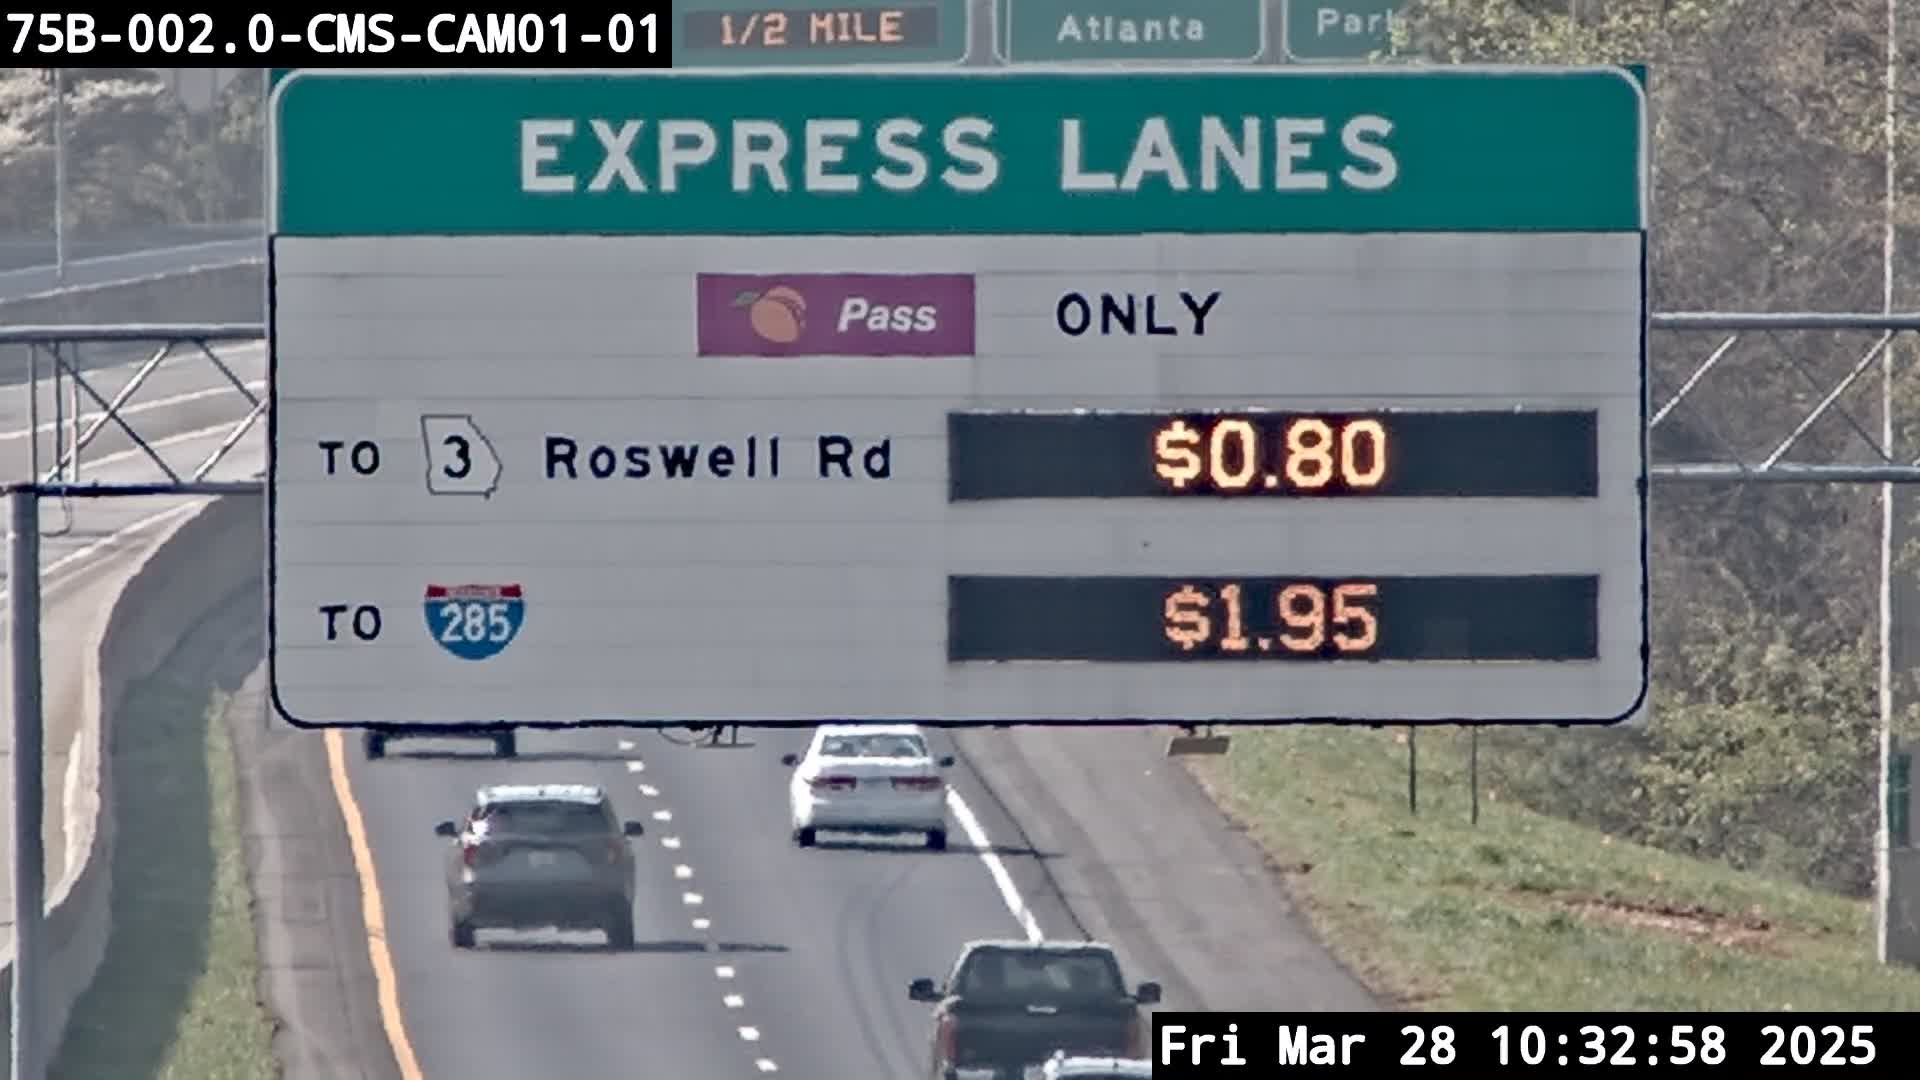 75B-002.0-CMS-CAM01-01
1/2 MILE
Atlanta
EXPRESS LANES
Pass ONLY
TO 3 Roswell Rd $0.80
TO 285 $1.95
Fri Mar 28 10:32:58 2025